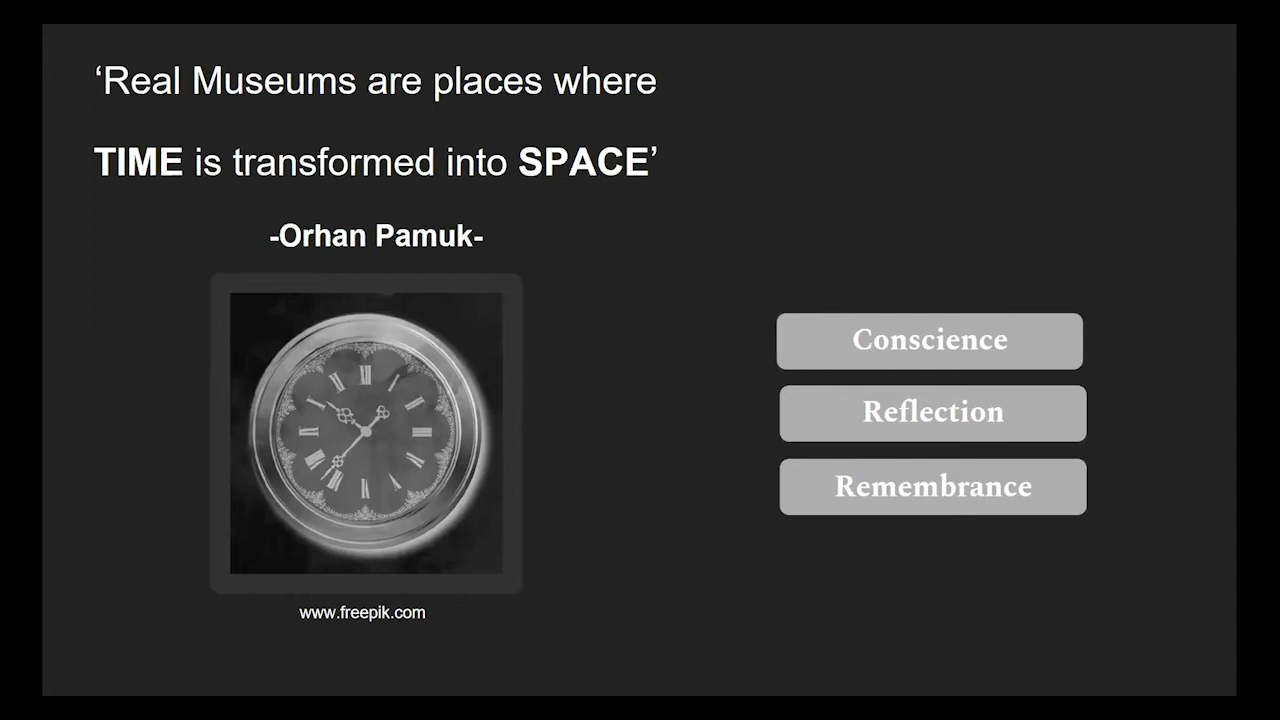 ‘Real Museums are places where
TIME is transformed into SPACE’
-Orhan Pamuk-
www.freepik.com
Conscience
Reflection
Remembrance